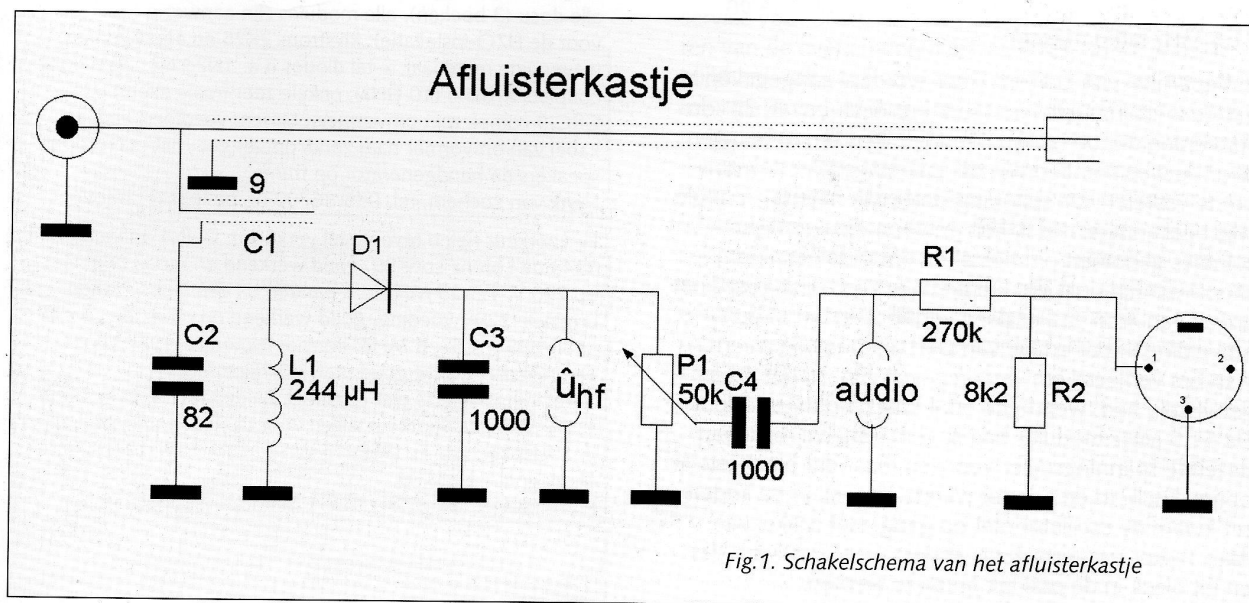 Afluisterkastje
9
C1
D1
R1
270k
C2
82
L1
244 µH
C3
1000
ûhf
P1
50k
C4
1000
audio
8k2
R2
1
2
3
Fig.1. Schakelschema van het afluisterkastje